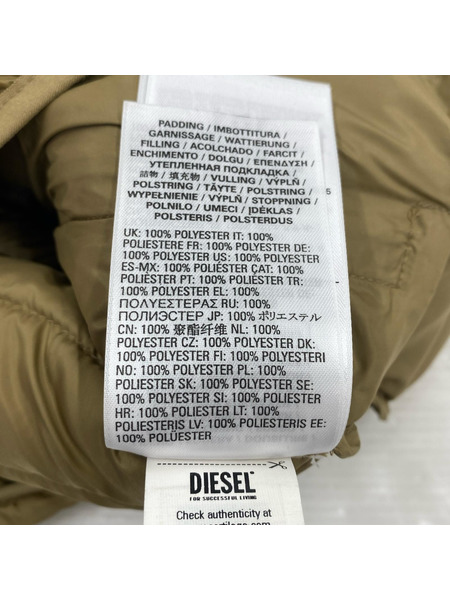 PADDING / IMBOTTITURA /
GARNISSAGE / WATTIERUNG /
FILLING / ACOLCHADO / FARCIT /
ENCHIMENTO / DOLGU / ΕΠΕΝΔΥΣΗ /
УТЕПЛЕННАЯ ПОДКЛАДКА /
詰物 / 填充物 / VULLING / VÝPLŇ /
POLSTRING / TÄYTE / POLSTRING /
WYPEŁNIENIE / VÝPLŇ / STOPPNING /
POLNILO / UMECI / ĮDĖKLAS /
POLSTERIS / POLSTERDUS
5
UK: 100% POLYESTER IT: 100%
POLIESTERE FR: 100% POLYESTER DE:
100% POLYESTER US: 100% POLYESTER
ES-MX: 100% POLIÉSTER ÇAT: 100%
POLIÈSTER PT: 100% POLIÉSTER TR:
100% POLYESTER EL: 100%
ΠΟΛΥΕΣΤΕΡΑΣ RU: 100%
ПОЛИЭСТЕР JP: 100% ポリエステル
CN: 100% 聚酯纤维 NL: 100%
POLYESTER CZ: 100% POLYESTER DK:
100% POLYESTER FI: 100% POLYESTERI
NO: 100% POLYESTER PL: 100%
POLIESTER SK: 100% POLYESTER SE:
100% POLYESTER SI: 100% POLIESTER
HR: 100% POLIESTER LT: 100%
POLIESTERIS LV: 100% POLIESTERIS EE:
100% POLÜESTER
DIESEL
FOR SUCCESSFUL LIVING
Check authenticity at